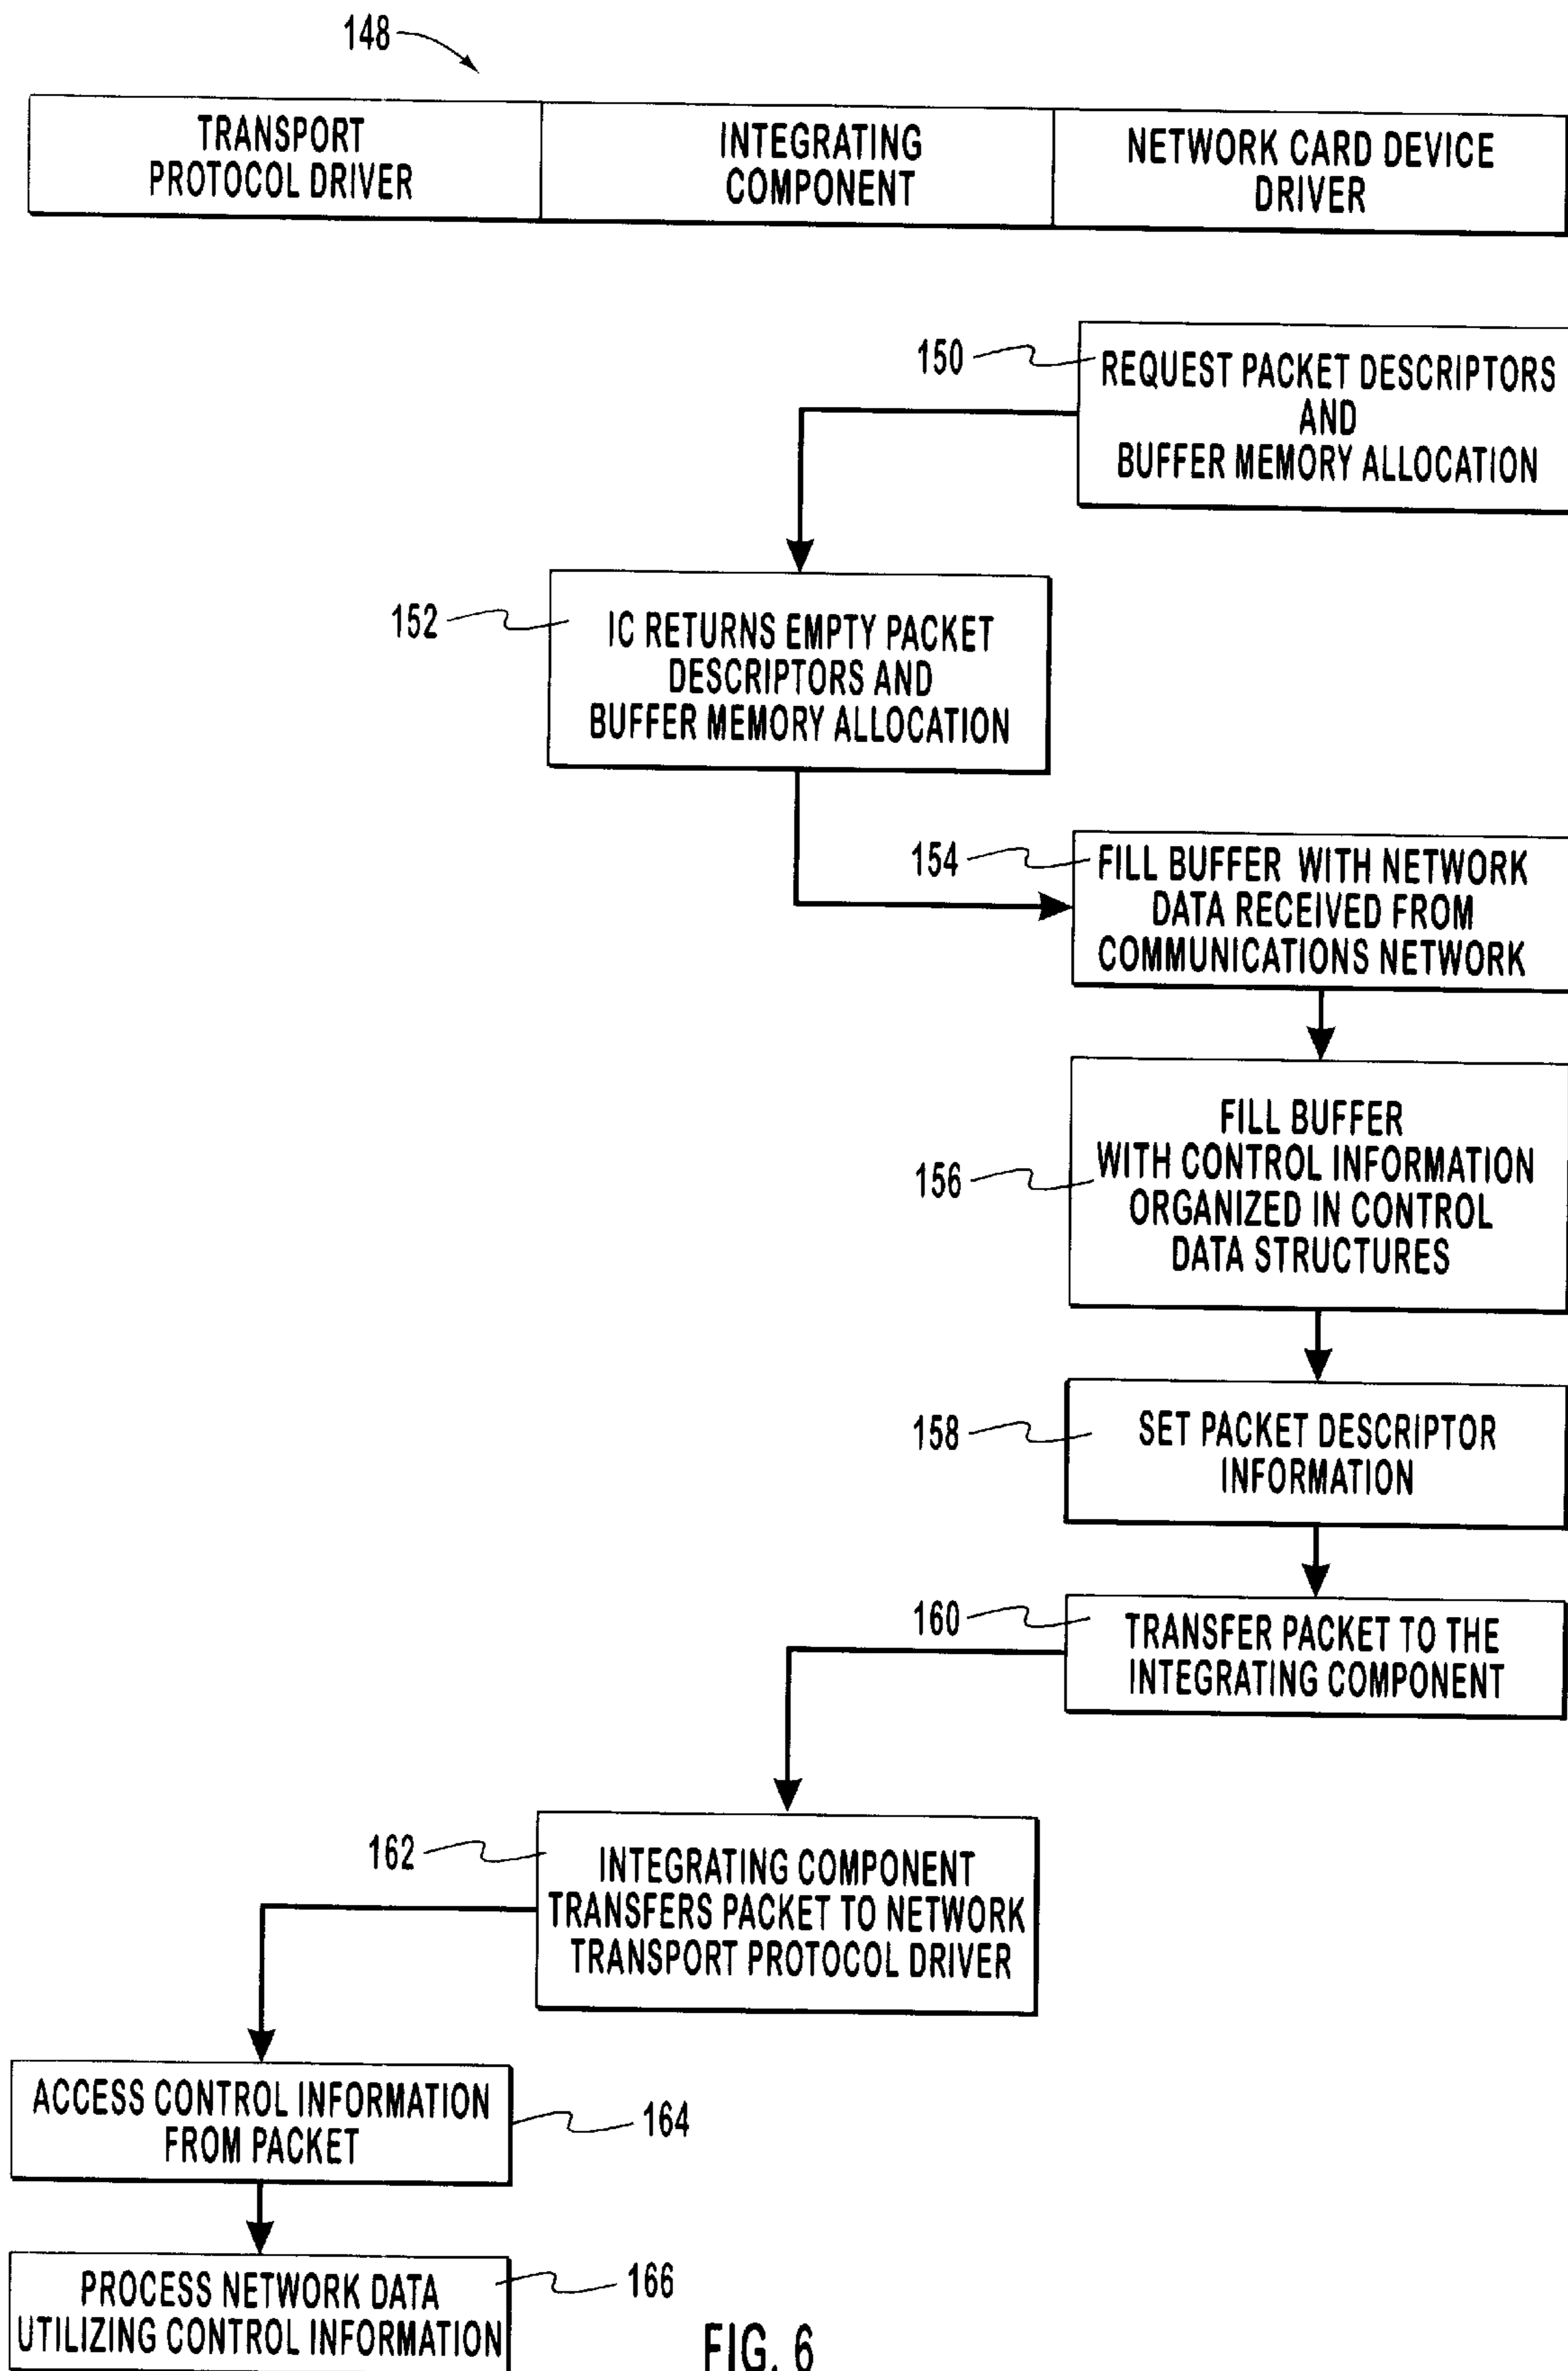 148
TRANSPORT
PROTOCOL DRIVER
INTEGRATING
COMPONENT
NETWORK CARD DEVICE
DRIVER
150
REQUEST PACKET DESCRIPTORS
AND
BUFFER MEMORY ALLOCATION
152
IC RETURNS EMPTY PACKET
DESCRIPTORS AND
BUFFER MEMORY ALLOCATION
154
FILL BUFFER WITH NETWORK
DATA RECEIVED FROM
COMMUNICATIONS NETWORK
156
FILL BUFFER
WITH CONTROL INFORMATION
ORGANIZED IN CONTROL
DATA STRUCTURES
158
SET PACKET DESCRIPTOR
INFORMATION
160
TRANSFER PACKET TO THE
INTEGRATING COMPONENT
162
INTEGRATING COMPONENT
TRANSFERS PACKET TO NETWORK
TRANSPORT PROTOCOL DRIVER
ACCESS CONTROL INFORMATION
FROM PACKET
164
PROCESS NETWORK DATA
UTILIZING CONTROL INFORMATION
166
FIG. 6